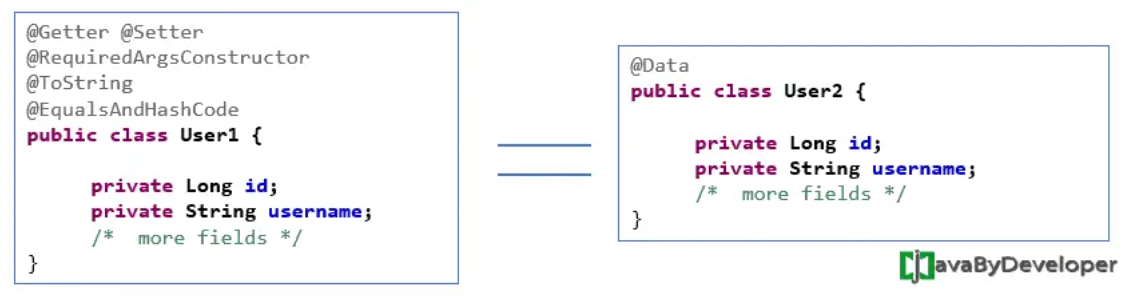 @Getter @Setter
@RequiredArgsConstructor
@ToString
@EqualsAndHashCode
public class User1 {
private Long id;
private String username;
/*  more fields */
}
@Data
public class User2 {
private Long id;
private String username;
/*  more fields */
}
JavaByDeveloper